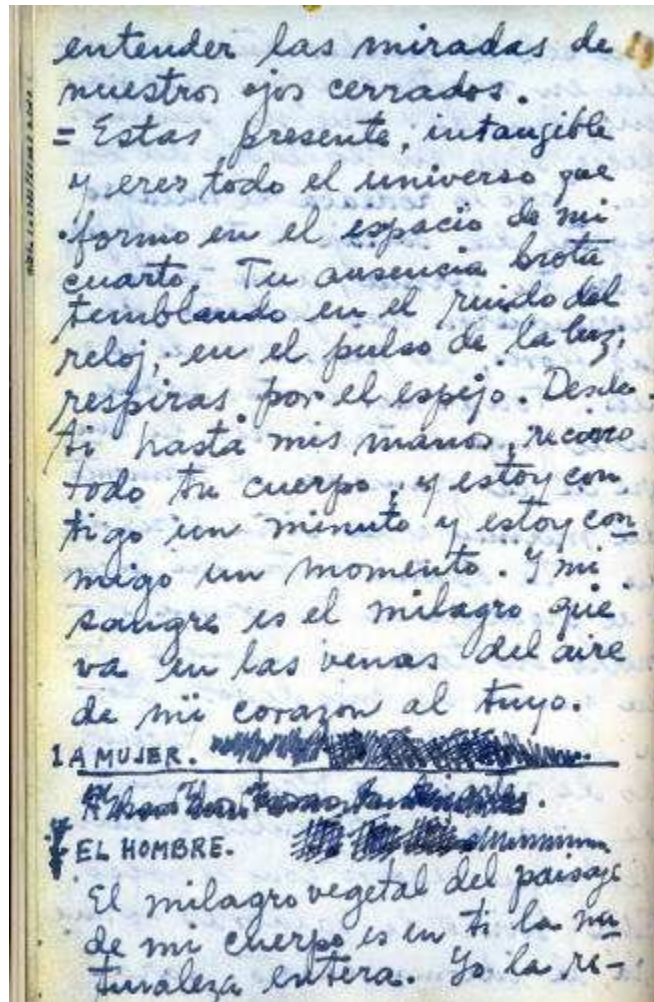 entender las miradas de
nuestros ojos cerrados.
= Estas presente, intangible
y eres todo el universo que
formo en el espacio de mi
cuarto. Tu ausencia brota
temblando en el ruido del
reloj, en el pulso de la luz;
respiras por el espejo. Desde
ti hasta mis manos, recorro
todo tu cuerpo, y estoy con
tigo un minuto y estoy con
migo un momento. Y mi
sangre es el milagro que
va en las venas del aire
de mi corazon al tuyo.
LA MUJER.
EL HOMBRE.
El milagro vegetal del paisaje
de mi cuerpo es en ti la na
turaleza entera. Yo la re-